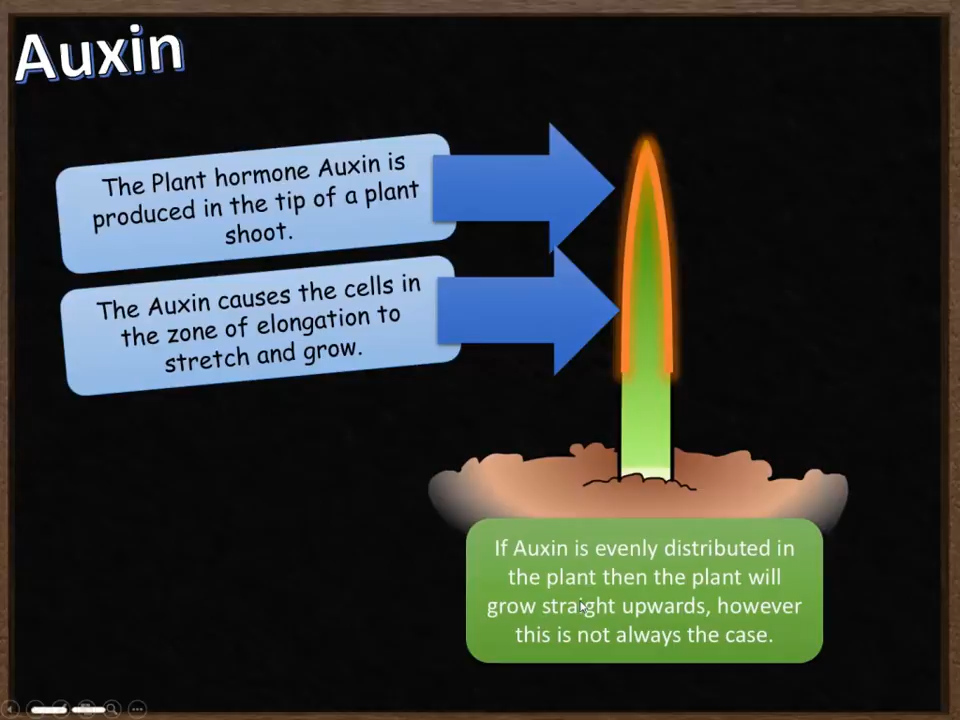 Auxin
The Plant hormone Auxin is
produced in the tip of a plant
shoot.
The Auxin causes the cells in
the zone of elongation to
stretch and grow.
If Auxin is evenly distributed in
the plant then the plant will
grow straight upwards, however
this is not always the case.